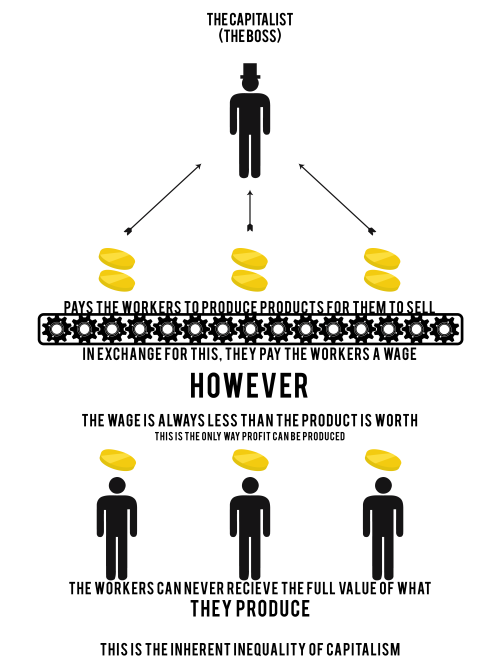 THE CAPITALIST
(THE BOSS)
PAYS THE WORKERS TO PRODUCE PRODUCTS FOR THEM TO SELL
IN EXCHANGE FOR THIS, THEY PAY THE WORKERS A WAGE
HOWEVER
THE WAGE IS ALWAYS LESS THAN THE PRODUCT IS WORTH
THIS IS THE ONLY WAY PROFIT CAN BE PRODUCED
THE WORKERS CAN NEVER RECIEVE THE FULL VALUE OF WHAT
THEY PRODUCE
THIS IS THE INHERENT INEQUALITY OF CAPITALISM